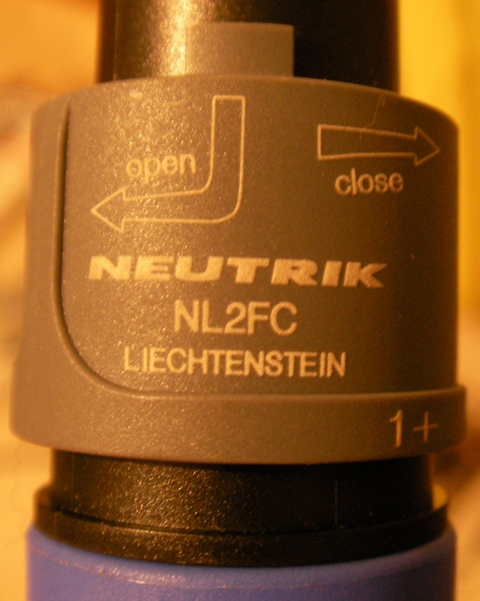 open
close
NEUTRIK
NL2FC
LIECHTENSTEIN
1+